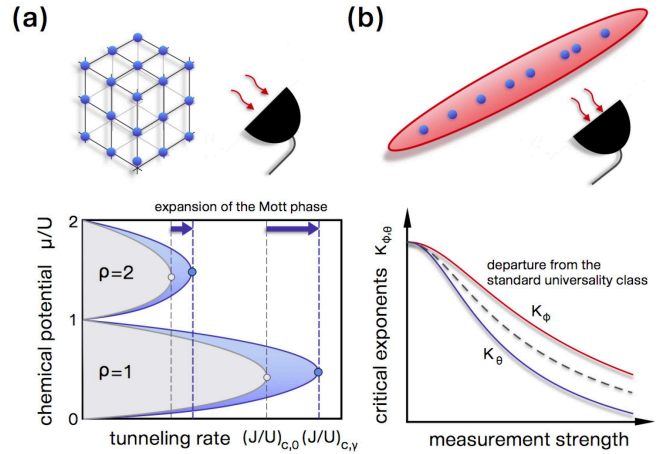 (a)
(b)
expansion of the Mott phase
chemical potential μ/U
2
1
0
ρ=2
ρ=1
tunneling rate (J/U)c,0 (J/U)c,γ
critical exponents Kϕ,θ
departure from the
standard universality class
Kϕ
Kθ
measurement strength